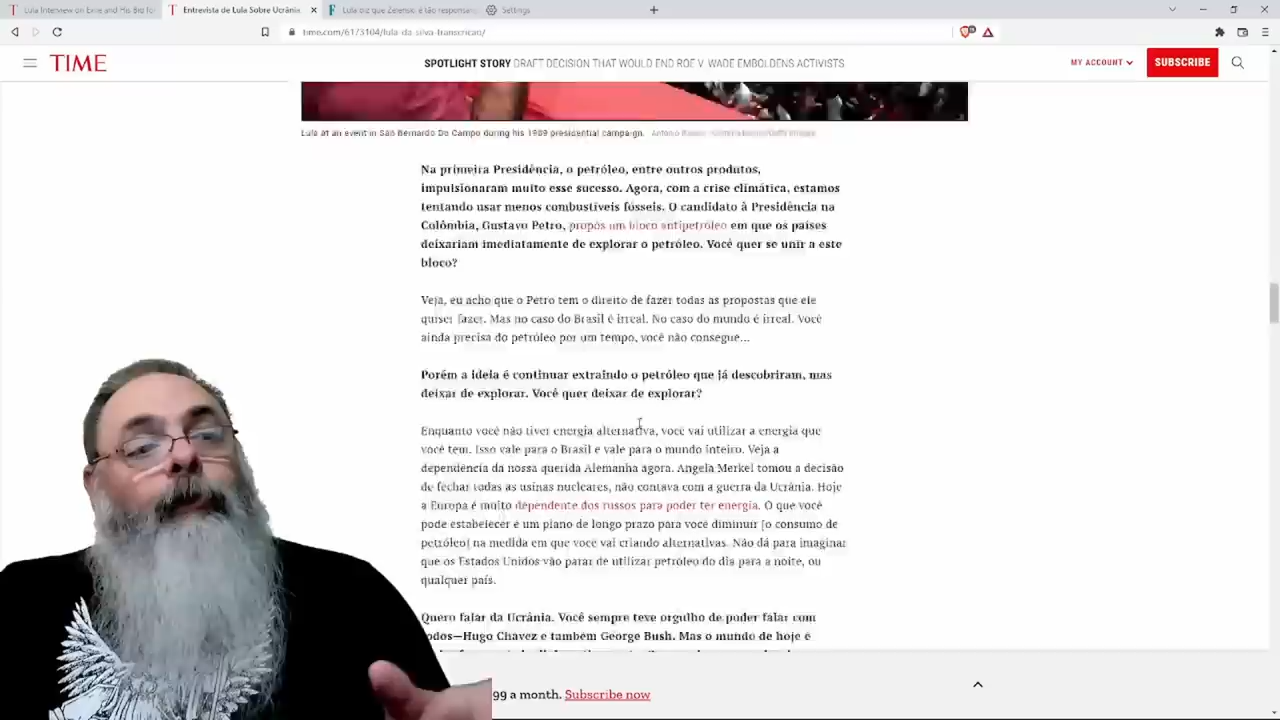 Lula Interview on Exile and His Bid for
Entrevista de Lula Sobre Ucrânia,
Lula diz que Zelensky é tão responsáv
Settings
time.com/6173104/lula-da-silva-transcricao/
TIME
SPOTLIGHT STORY DRAFT DECISION THAT WOULD END ROE V. WADE EMBOLDENS ACTIVISTS
MY ACCOUNT
SUBSCRIBE
Lula at an event in São Bernardo Do Campo during his 1989 presidential campaign.
Na primeira Presidência, o petróleo, entre outros produtos,
impulsionaram muito esse sucesso. Agora, com a crise climática, estamos
tentando usar menos combustíveis fósseis. O candidato à Presidência na
Colômbia, Gustavo Petro, propôs um bloco antipetróleo em que os países
deixariam imediatamente de explorar o petróleo. Você quer se unir a este
bloco?
Veja, eu acho que o Petro tem o direito de fazer todas as propostas que ele
quiser fazer. Mas no caso do Brasil é irreal. No caso do mundo é irreal. Você
ainda precisa do petróleo por um tempo, você não consegue...
Porém a ideia é continuar extraindo o petróleo que já descobriram, mas
deixar de explorar. Você quer deixar de explorar?
Enquanto você não tiver energia alternativa, você vai utilizar a energia que
você tem. Isso vale para o Brasil e vale para o mundo inteiro. Veja a
dependência da nossa querida Alemanha agora. Angela Merkel tomou a decisão
de fechar todas as usinas nucleares, não contava com a guerra da Ucrânia. Hoje
a Europa é muito dependente dos russos para poder ter energia. O que você
pode estabelecer é um plano de longo prazo para você diminuir [o consumo de
petróleo] na medida em que você vai criando alternativas. Não dá para imaginar
que os Estados Unidos vão parar de utilizar petróleo do dia para a noite, ou
qualquer país.
Quero falar da Ucrânia. Você sempre teve orgulho de poder falar com
odos—Hugo Chavez e também George Bush. Mas o mundo de hoje é
99 a month. Subscribe now